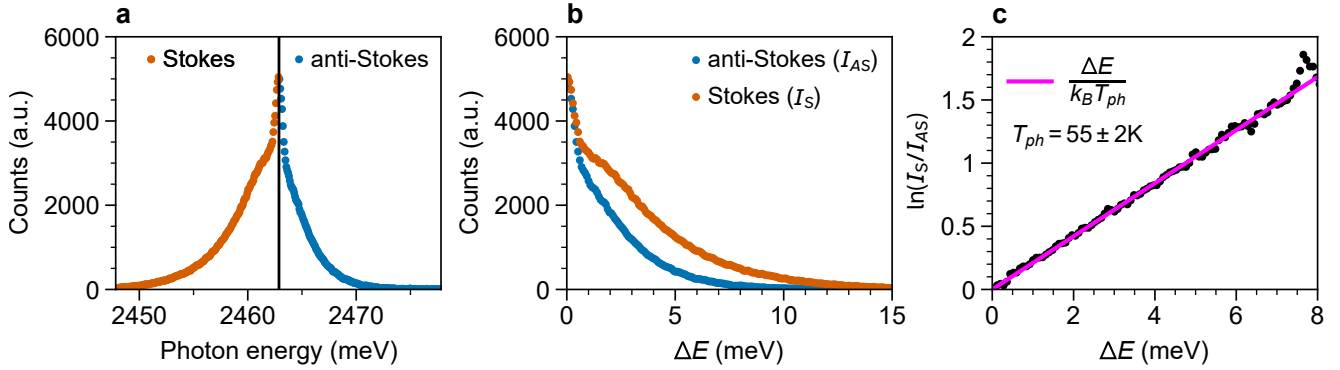 a
Counts (a.u.)
6000
4000
2000
0
Stokes
anti-Stokes
2450
2460
2470
Photon energy (meV)
b
Counts (a.u.)
6000
4000
2000
0
anti-Stokes (I_AS)
Stokes (I_S)
0
5
10
15
ΔE (meV)
c
ln(I_S/I_AS)
2
1.5
1
0.5
0
ΔE
k_BT_ph
T_ph = 55 ± 2K
0
2
4
6
8
ΔE (meV)